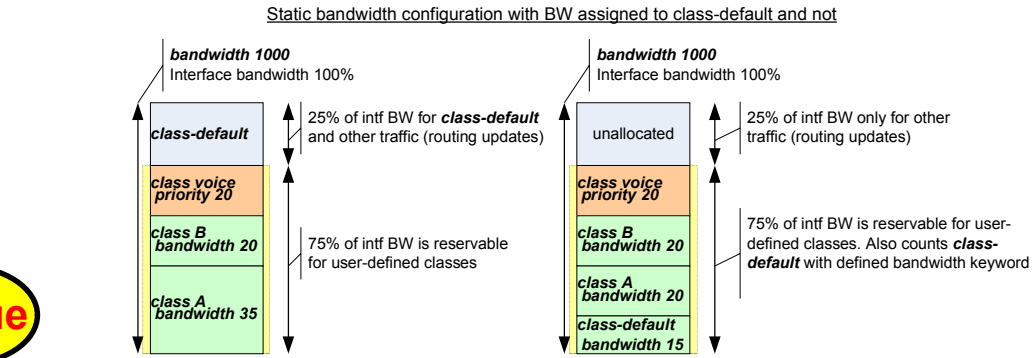 Static bandwidth configuration with BW assigned to class-default and not
bandwidth 1000
Interface bandwidth 100%
class-default
25% of intf BW for class-default
and other traffic (routing updates)
class voice
priority 20
class B
bandwidth 20
75% of intf BW is reservable
for user-defined classes
class A
bandwidth 35
bandwidth 1000
Interface bandwidth 100%
unallocated
25% of intf BW only for other
traffic (routing updates)
class voice
priority 20
class B
bandwidth 20
75% of intf BW is reservable for user-
defined classes. Also counts class-
default with defined bandwidth keyword
class A
bandwidth 20
class-default
bandwidth 15